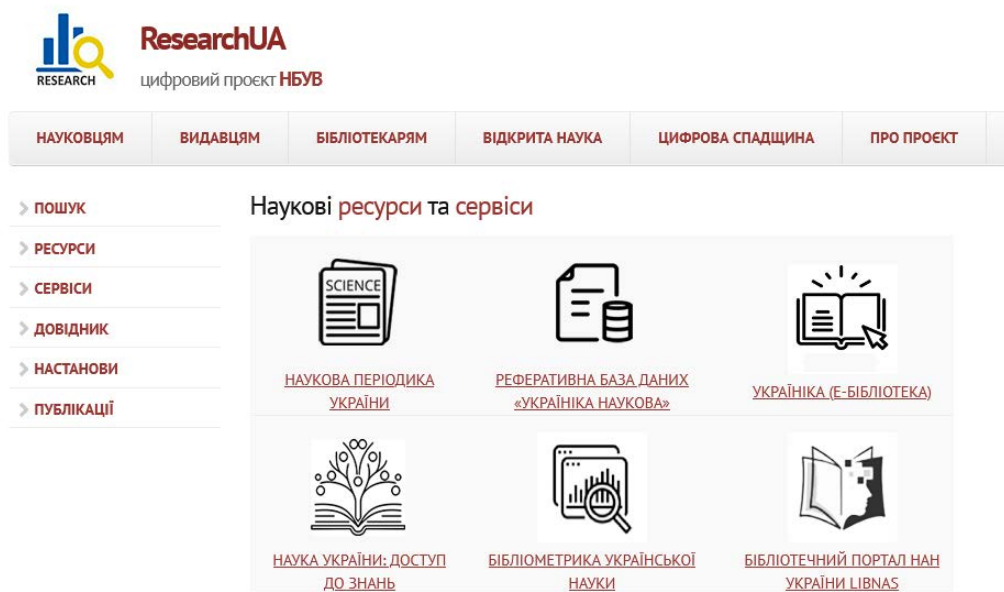 ResearchUA
RESEARCH
цифровий проєкт НБУВ
НАУКОВЦЯМ ВИДАВЦЯМ БІБЛІОТЕКАРЯМ ВІДКРИТА НАУКА ЦИФРОВА СПАДЩИНА ПРО ПРОЄКТ
ПОШУК
РЕСУРСИ
СЕРВІСИ
ДОВІДНИК
НАСТАНОВИ
ПУБЛІКАЦІЇ
Наукові ресурси та сервіси
SCIENCE
НАУКОВА ПЕРІОДИКА
УКРАЇНИ
РЕФЕРАТИВНА БАЗА ДАНИХ
«УКРАЇНІКА НАУКОВА»
УКРАЇНІКА (Е-БІБЛІОТЕКА)
НАУКА УКРАЇНИ: ДОСТУП
ДО ЗНАНЬ
БІБЛІОМЕТРИКА УКРАЇНСЬКОЇ
НАУКИ
БІБЛІОТЕЧНИЙ ПОРТАЛ НАН
УКРАЇНИ LIBNAS